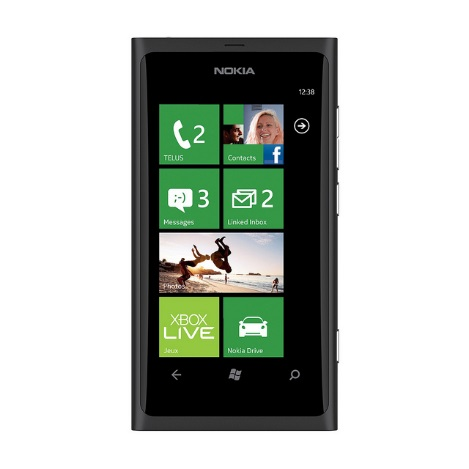 NOKIA
12:38
2
TELUS
Contacts
f
3
Messages
2
Linked Inbox
Photos
XBOX
LIVE
Jeux
Nokia Drive